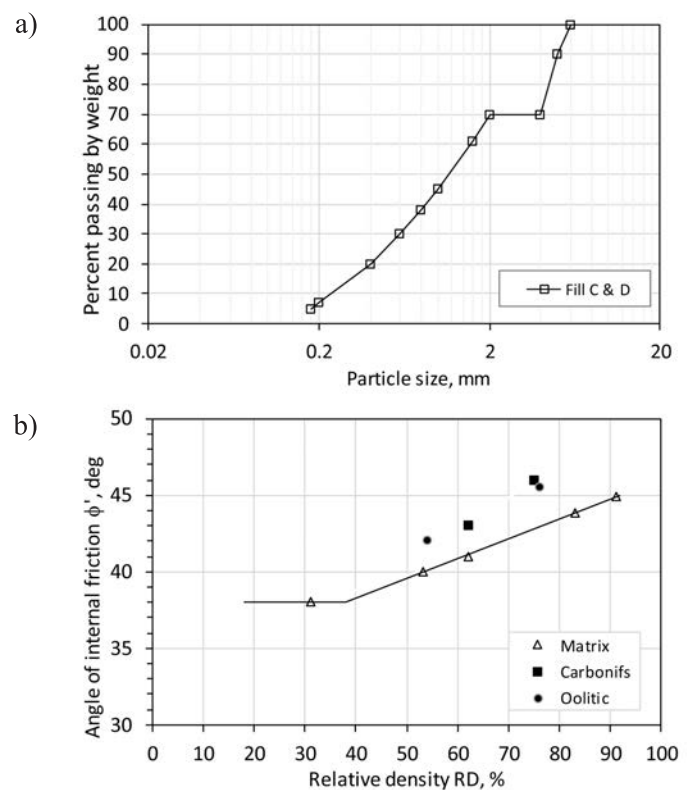 a)
Percent passing by weight
100
90
80
70
60
50
40
30
20
10
0
Fill C & D
0.02 0.2 2 20
Particle size, mm
b)
Angle of internal friction ϕ', deg
50
45
40
35
30
Matrix
Carbonifs
Oolitic
0 10 20 30 40 50 60 70 80 90 100
Relative density RD, %